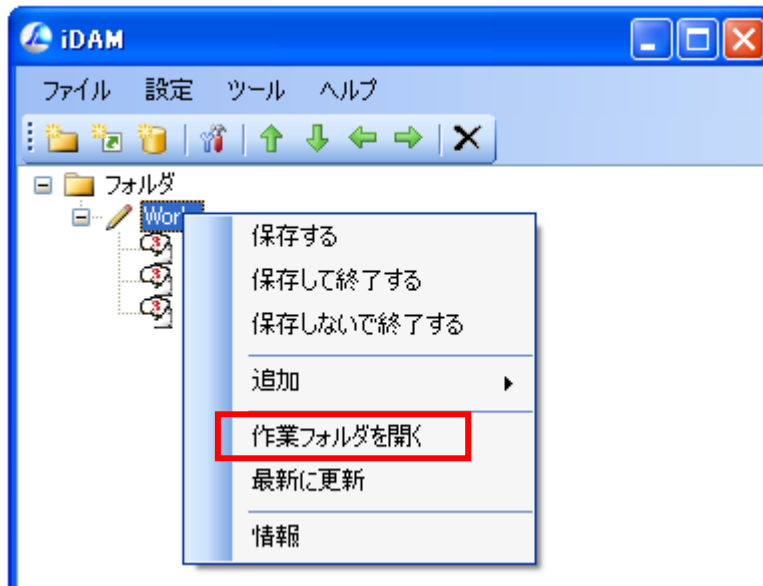 iDAM
ファイル 設定 ツール ヘルプ
フォルダ
保存する
保存して終了する
保存しないで終了する
追加
作業フォルダを開く
最新に更新
情報